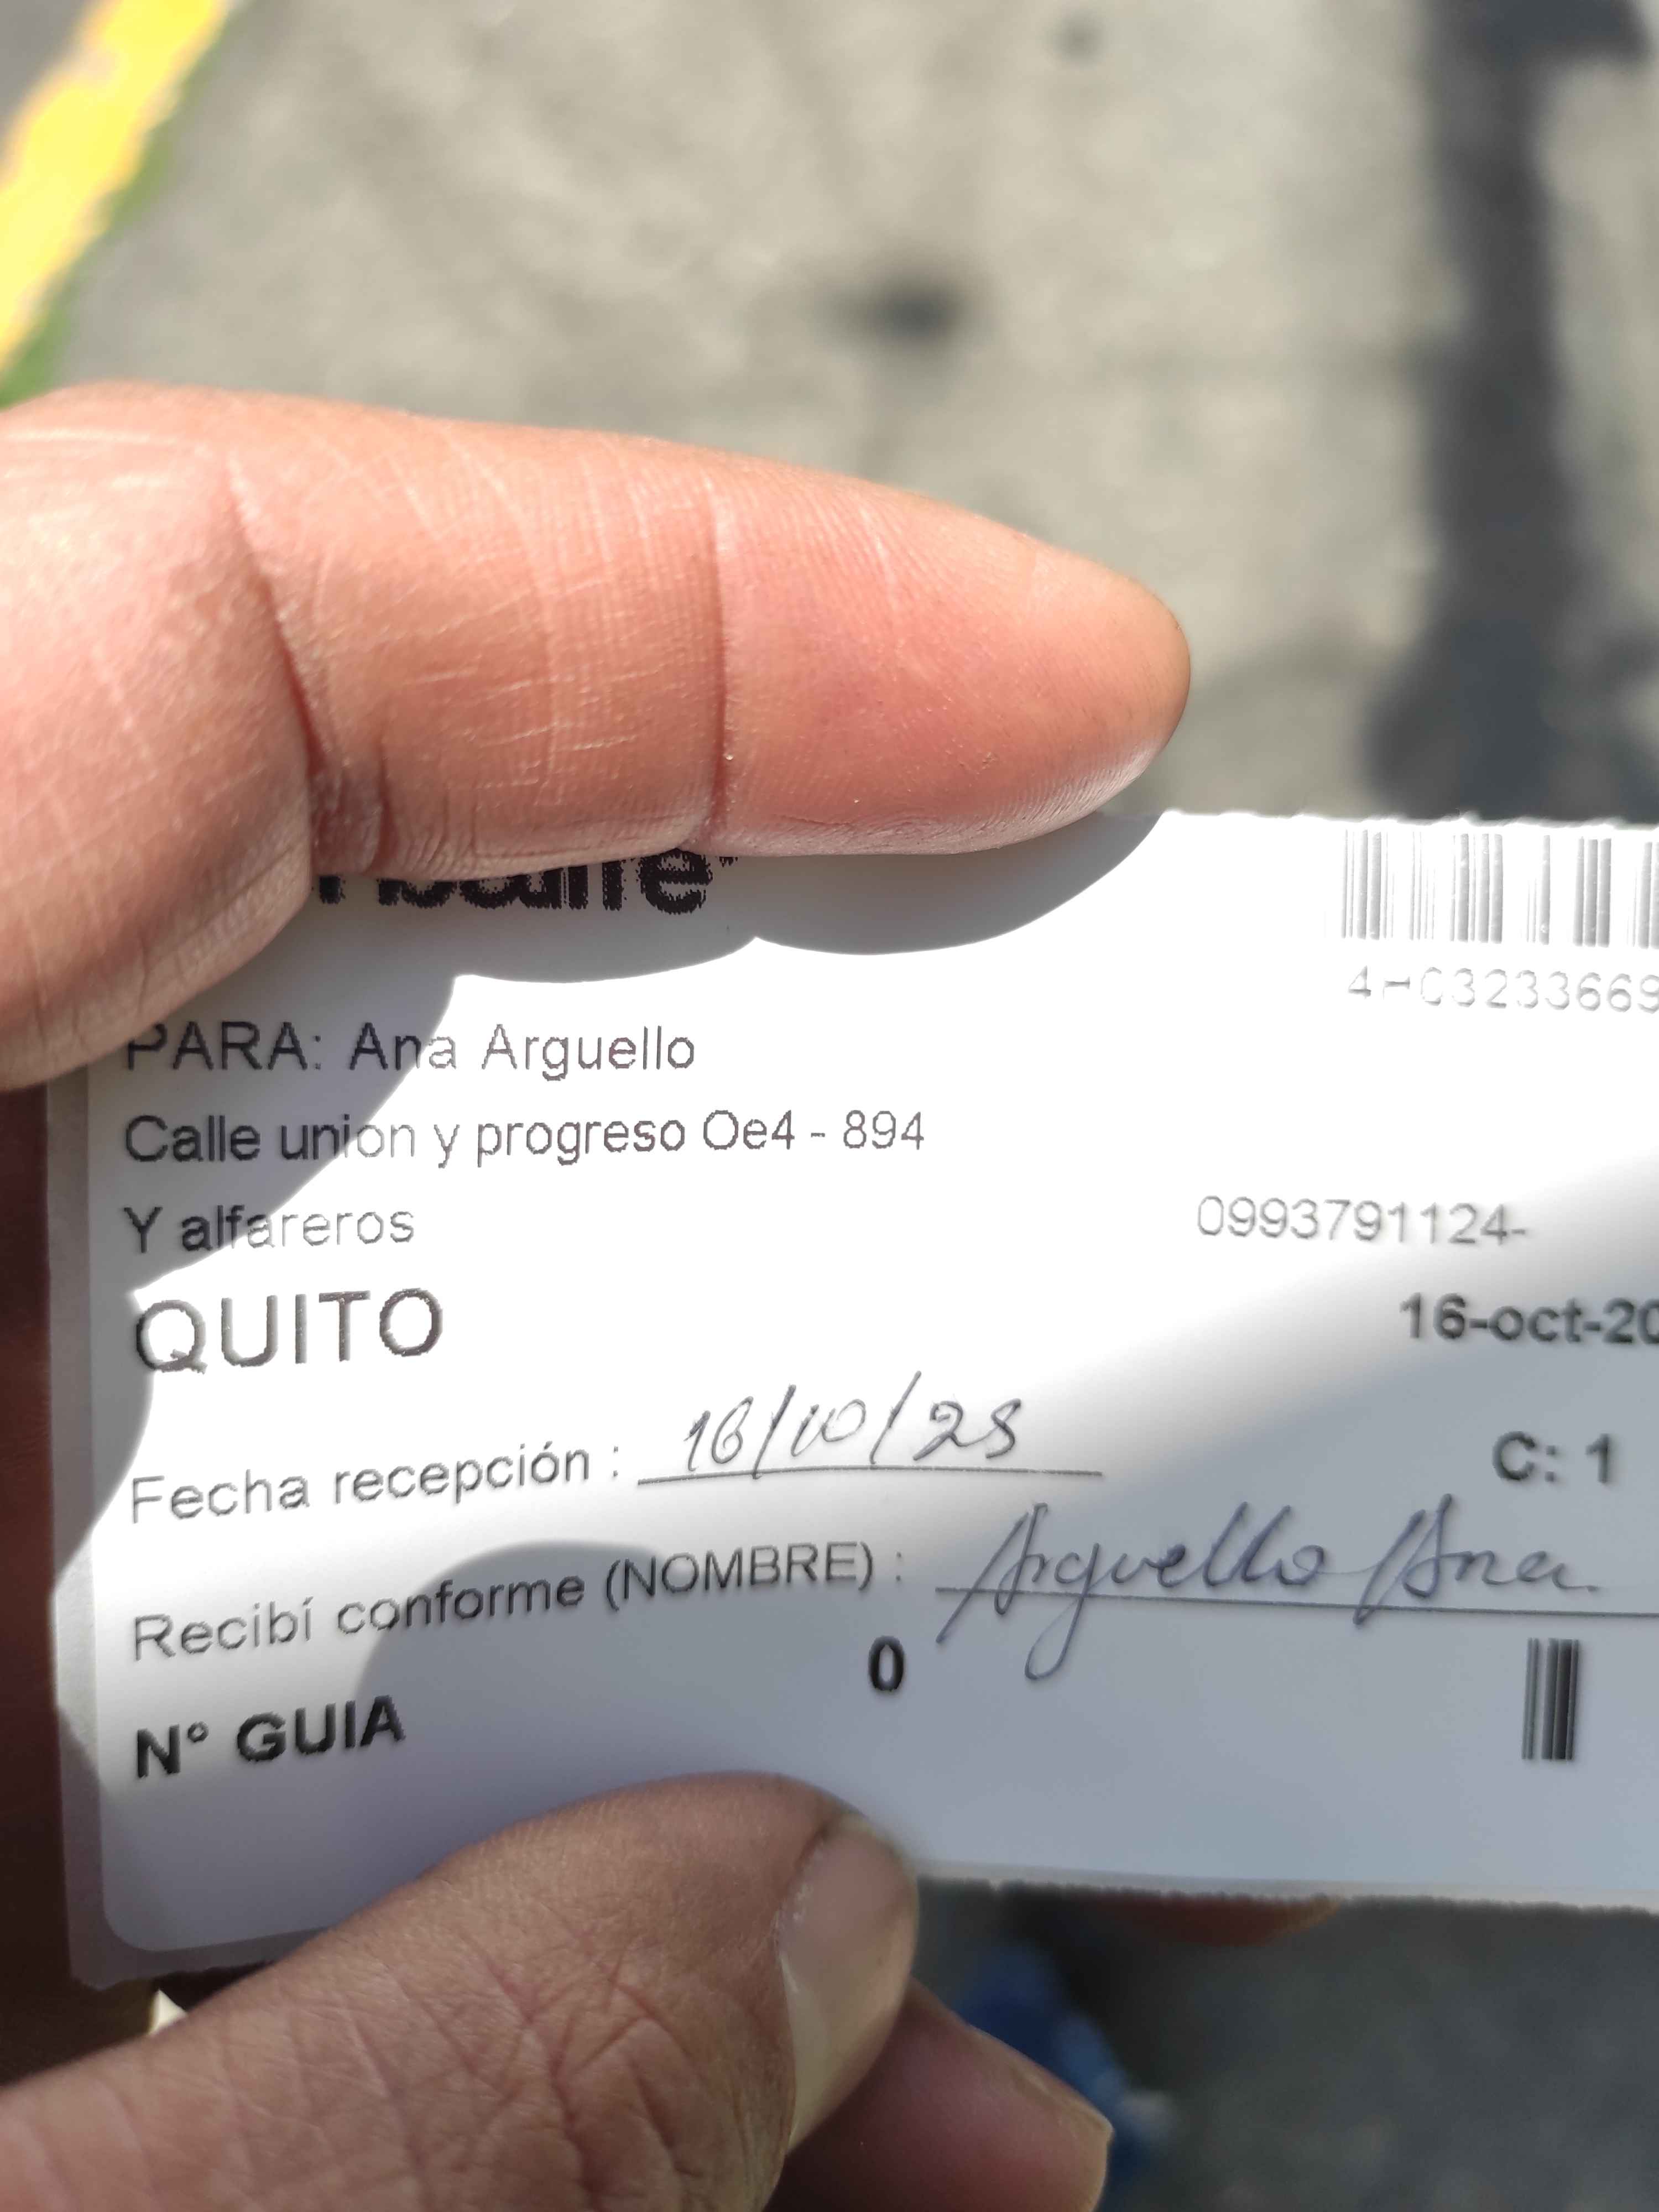 4HC3233669
PARA: Ana Arguello
Calle union y progreso Oe4 - 894
Y alfareros
0993791124-
QUITO
16-oct-20
Fecha recepción : 16/10/25
C: 1
Recibí conforme (NOMBRE) : Arguello Ana.
0
N° GUIA